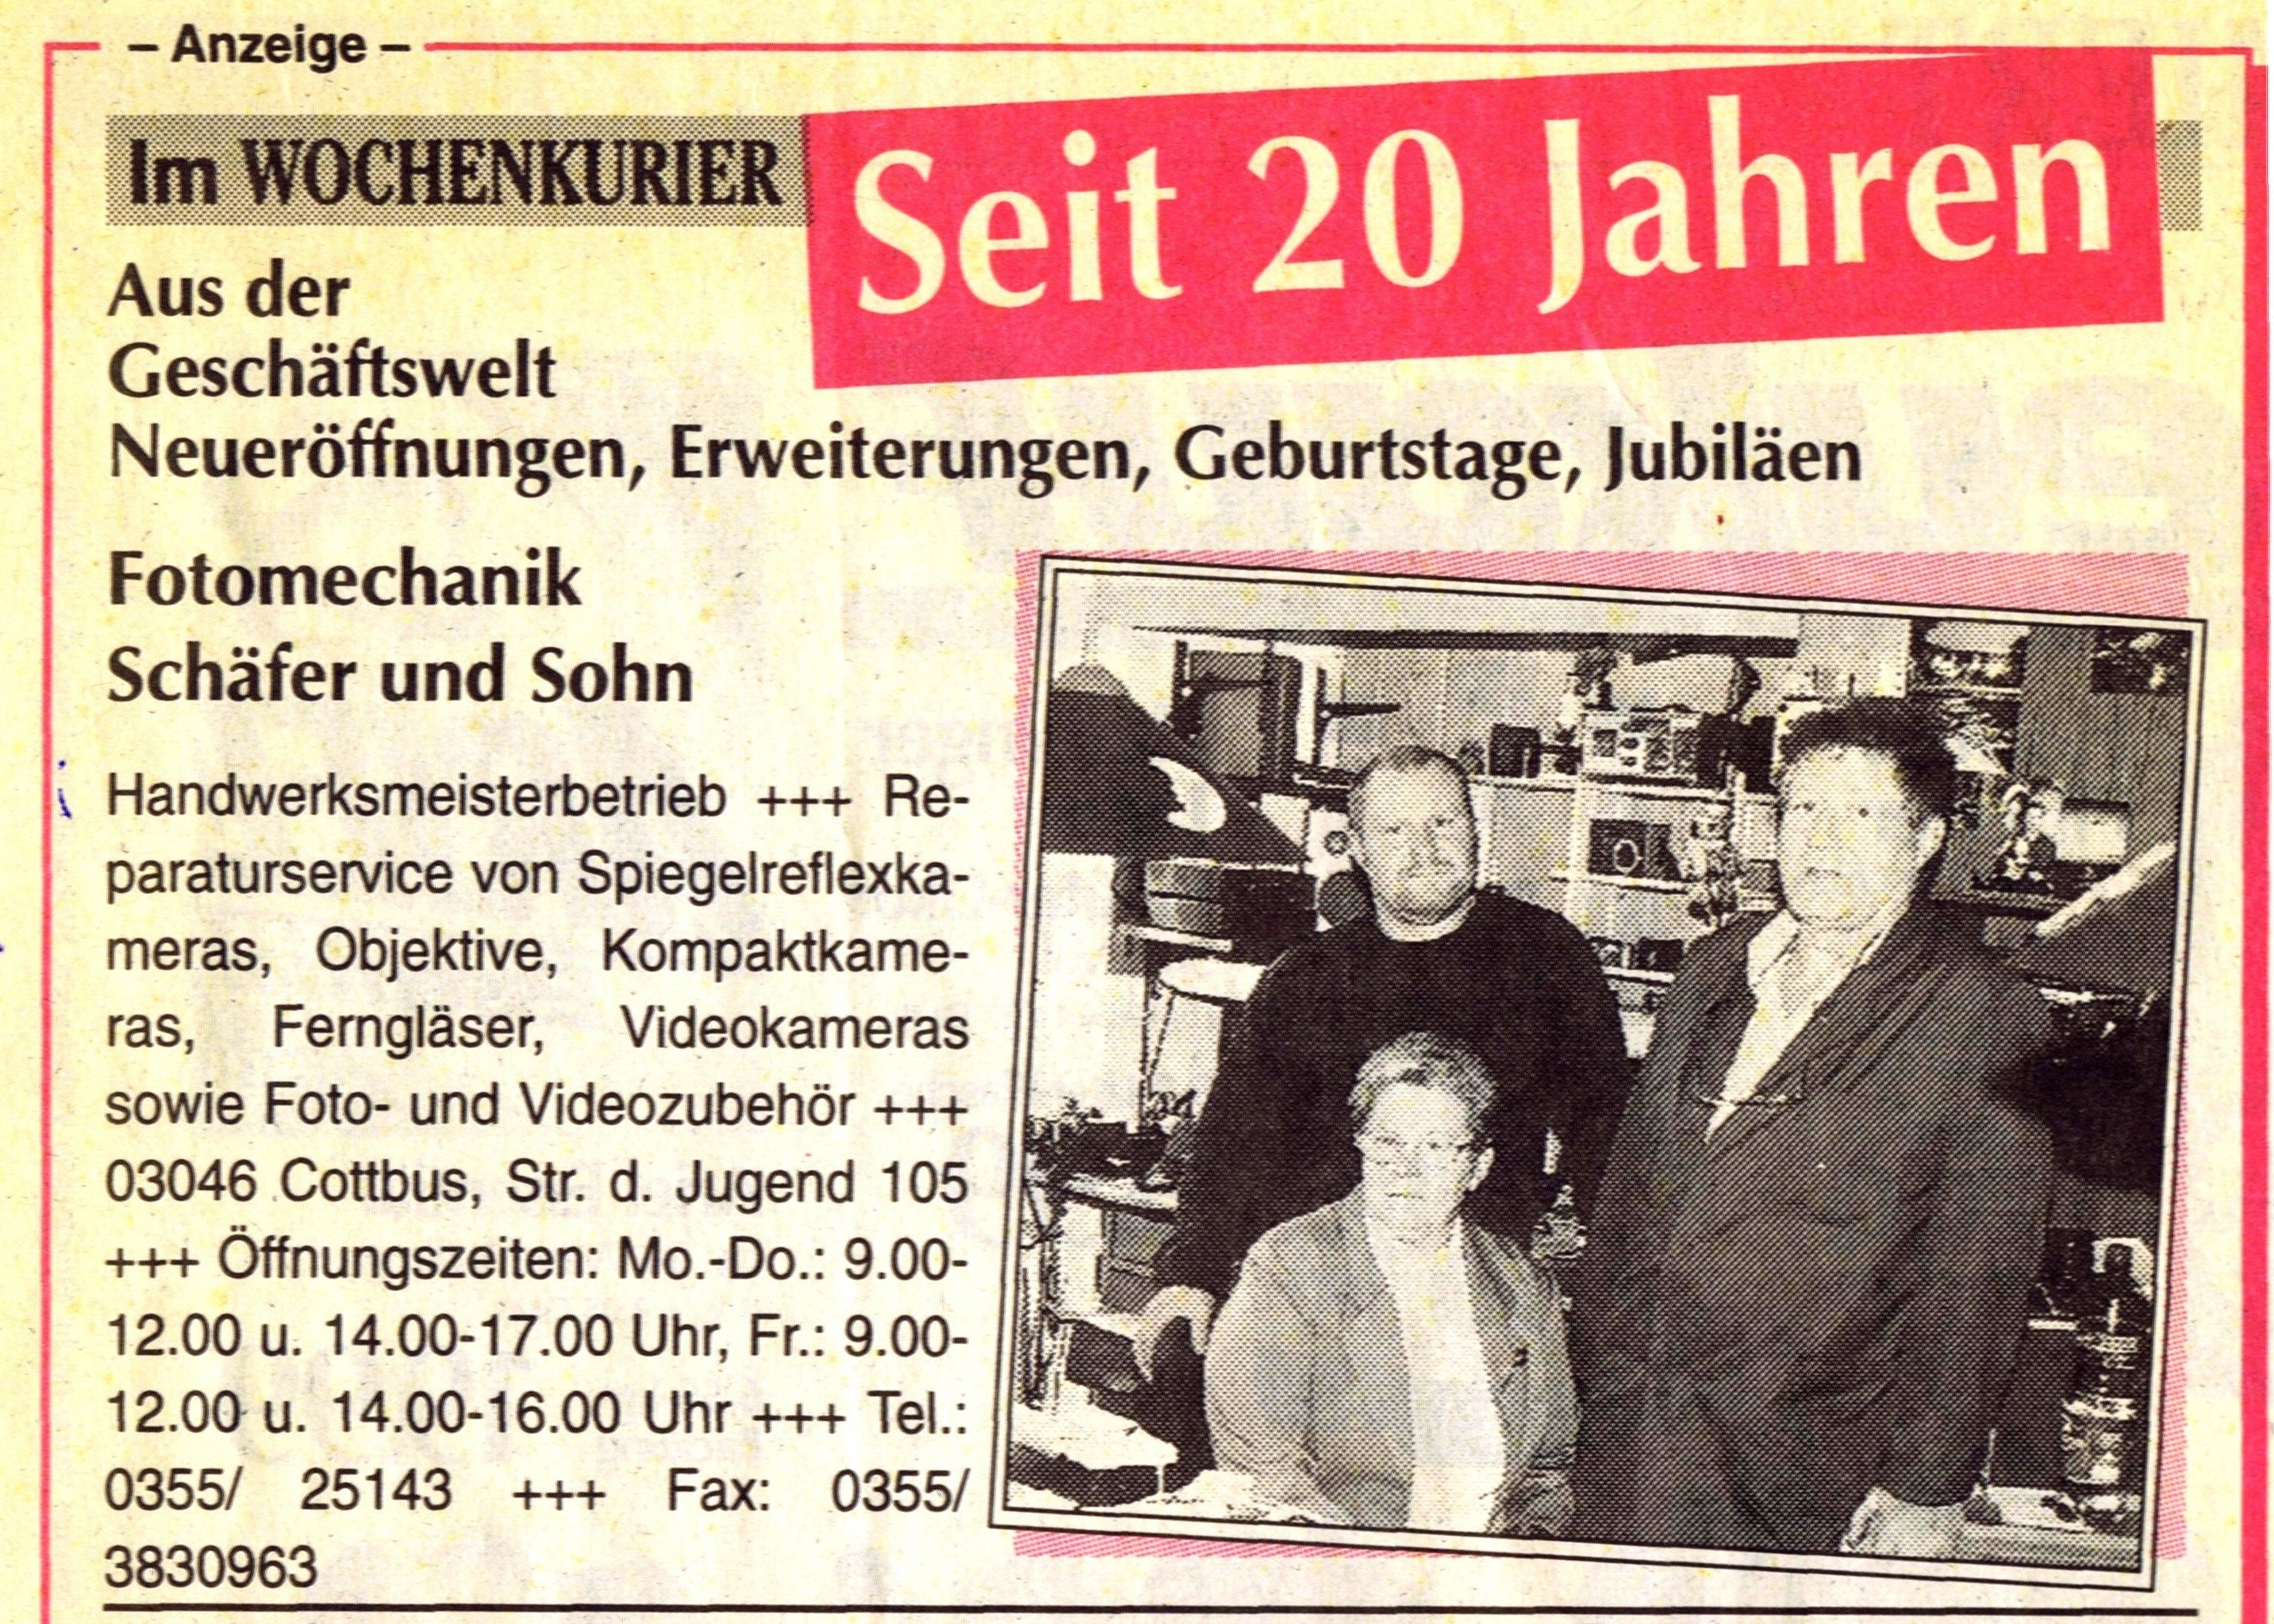 – Anzeige –
Im WOCHENKURIER
Seit 20 Jahren
Aus der
Geschäftswelt
Neueröffnungen, Erweiterungen, Geburtstage, Jubiläen
Fotomechanik
Schäfer und Sohn
Handwerksmeisterbetrieb +++ Re-
paraturservice von Spiegelreflexka-
meras, Objektive, Kompaktkame-
ras, Ferngläser, Videokameras
sowie Foto- und Videozubehör +++
03046 Cottbus, Str. d. Jugend 105
+++ Öffnungszeiten: Mo.-Do.: 9.00-
12.00 u. 14.00-17.00 Uhr, Fr.: 9.00-
12.00 u. 14.00-16.00 Uhr +++ Tel.:
0355/ 25143 +++ Fax: 0355/
3830963